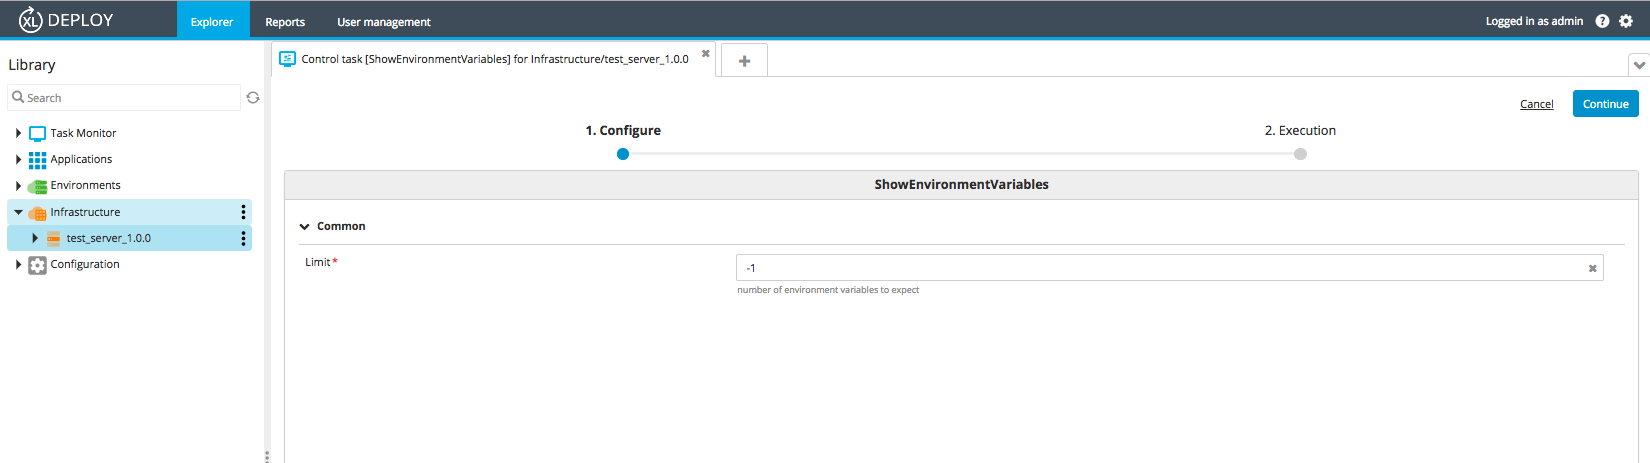 XL DEPLOY Explorer Reports User management Logged in as admin ?
Library
Control task [ShowEnvironmentVariables] for Infrastructure/test_server_1.0.0
Search
Cancel Continue
Task Monitor
1. Configure 2. Execution
Applications
Environments
ShowEnvironmentVariables
Infrastructure
Common
test_server_1.0.0
Configuration
Limit* -1
number of environment variables to expect